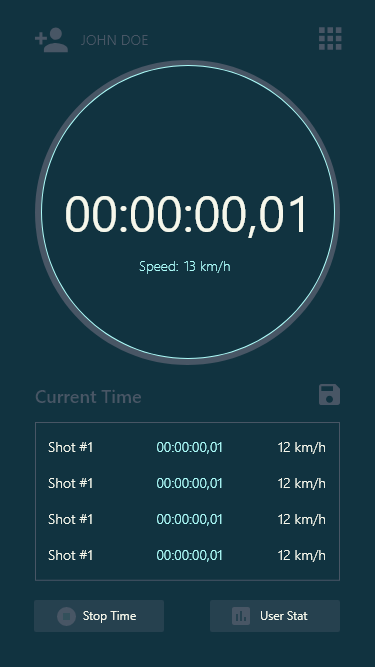 JOHN DOE
00:00:00,01
Speed: 13 km/h
Current Time
Shot #1 00:00:00,01 12 km/h
Shot #1 00:00:00,01 12 km/h
Shot #1 00:00:00,01 12 km/h
Shot #1 00:00:00,01 12 km/h
Stop Time User Stat